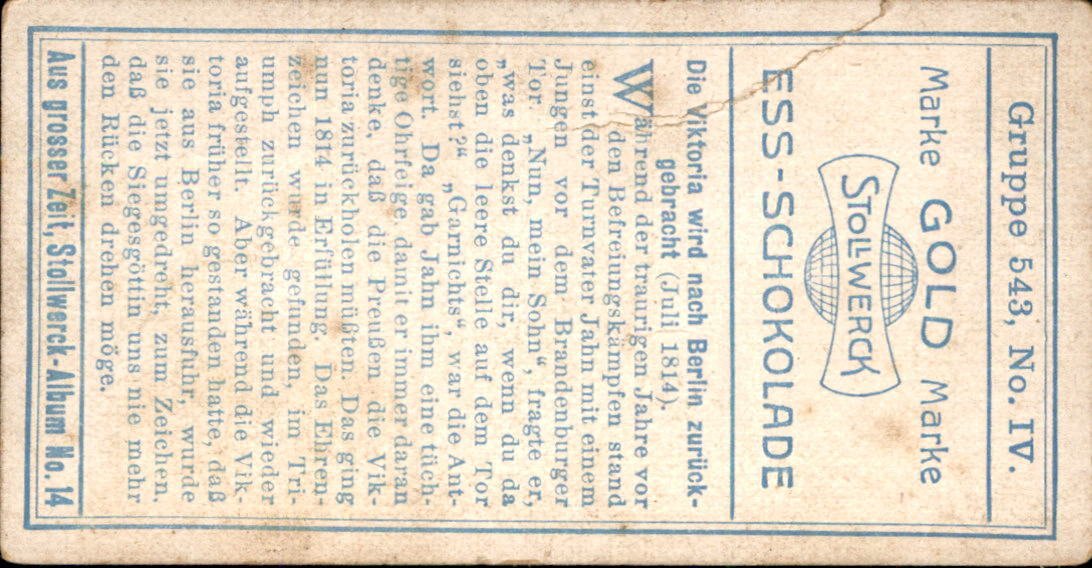 Gruppe 543, No. IV.
Marke GOLD Marke
STOLLWERCK
ESS-SCHOKOLADE
Die Viktoria wird nach Berlin zurück-
gebracht (Juli 1814).
Während der traurigen Jahre vor
den Befreiungskämpfen stand
einst der Turnvater Jahn mit einem
Jungen vor dem Brandenburger
Tor. „Nun, mein Sohn“, fragte er,
„was denkst du dir, wenn du da
oben die leere Stelle auf dem Tor
siehst?“ „Garnichts“, war die Ant-
wort. Da gab Jahn ihm eine tüch-
tige Ohrfeige, damit er immer daran
denke, daß die Preußen die Vik-
toria zurückholen müßten. Das ging
nun 1814 in Erfüllung. Das Ehren-
zeichen wurde gefunden, im Tri-
umph zurückgebracht und wieder
aufgestellt. Aber während die Vik-
toria früher so gestanden hatte, daß
sie aus Berlin herausfuhr, wurde
sie jetzt umgedreht, zum Zeichen,
daß die Siegesgöttin uns nie mehr
den Rücken drehen möge.
Aus grosser Zeit, Stollwerck-Album No. 14